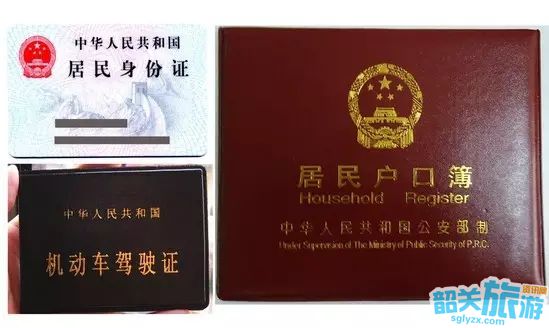 中华人民共和国
居民身份证
中华人民共和国
机动车驾驶证
居民户口簿
Household Register
中华人民共和国公安部制
Under Supervision of The Ministry of Public Security of P.R.C.
韶关旅游
资讯网
sglyzx.com